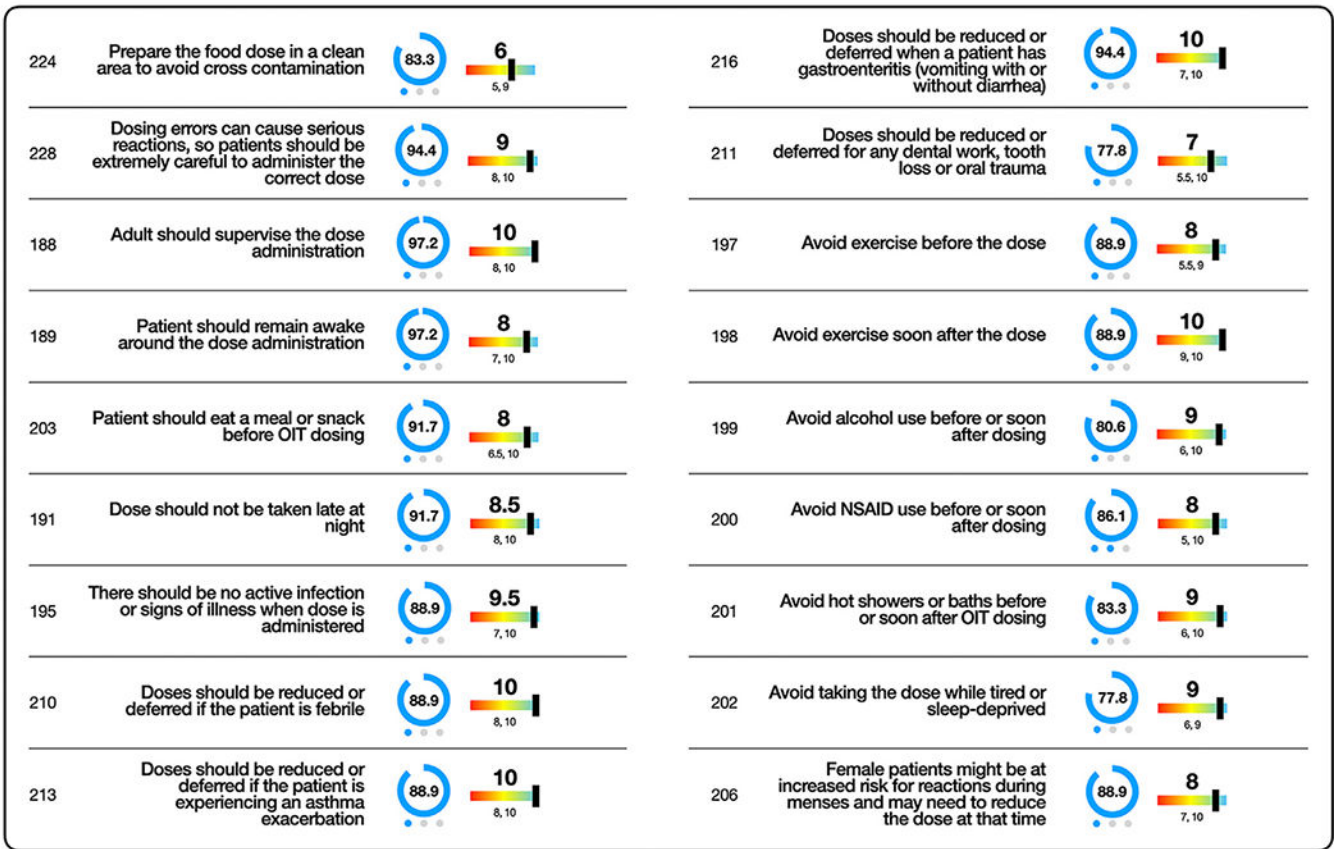 224
Prepare the food dose in a clean
area to avoid cross contamination
83.3
6
5, 9
228
Dosing errors can cause serious
reactions, so patients should be
extremely careful to administer the
correct dose
94.4
9
8, 10
188
Adult should supervise the dose
administration
97.2
10
8, 10
189
Patient should remain awake
around the dose administration
97.2
8
7, 10
203
Patient should eat a meal or snack
before OIT dosing
91.7
8
6.5, 10
191
Dose should not be taken late at
night
91.7
8.5
8, 10
195
There should be no active infection
or signs of illness when dose is
administered
88.9
9.5
7, 10
210
Doses should be reduced or
deferred if the patient is febrile
88.9
10
8, 10
213
Doses should be reduced or
deferred if the patient is
experiencing an asthma
exacerbation
88.9
10
8, 10
216
Doses should be reduced or
deferred when a patient has
gastroenteritis (vomiting with or
without diarrhea)
94.4
10
7, 10
211
Doses should be reduced or
deferred for any dental work, tooth
loss or oral trauma
77.8
7
5.5, 10
197
Avoid exercise before the dose
88.9
8
5.5, 9
198
Avoid exercise soon after the dose
88.9
10
9, 10
199
Avoid alcohol use before or soon
after dosing
80.6
9
6, 10
200
Avoid NSAID use before or soon
after dosing
86.1
8
5, 10
201
Avoid hot showers or baths before
or soon after OIT dosing
83.3
9
6, 10
202
Avoid taking the dose while tired or
sleep-deprived
77.8
9
6, 9
206
Female patients might be at
increased risk for reactions during
menses and may need to reduce
the dose at that time
88.9
8
7, 10